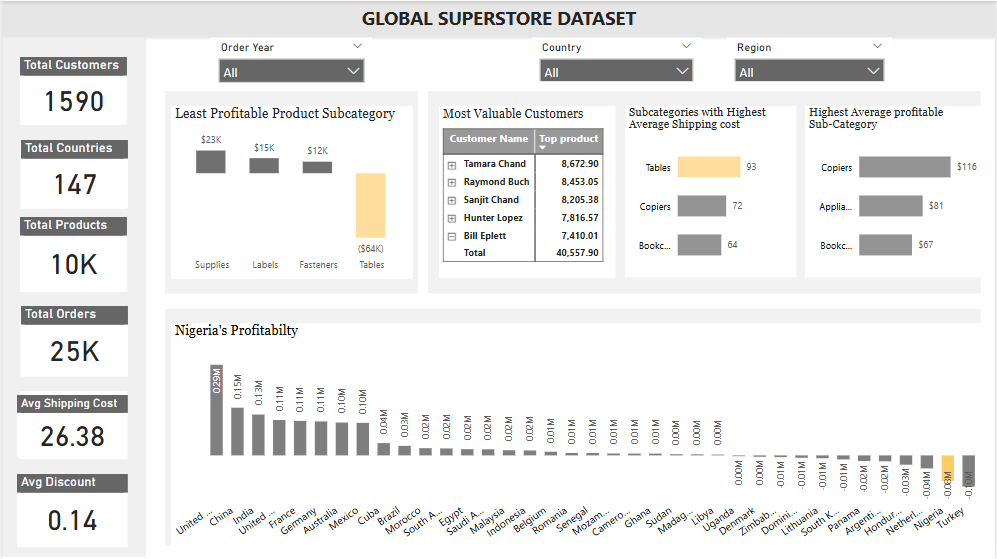 GLOBAL SUPERSTORE DATASET
Order Year
All
Country
All
Region
All
Total Customers
1590
Total Countries
147
Total Products
10K
Total Orders
25K
Avg Shipping Cost
26.38
Avg Discount
0.14
Least Profitable Product Subcategory
$23K
$15K
$12K
($64K)
Supplies
Labels
Fasteners
Tables
Most Valuable Customers
Customer Name Top product
Tamara Chand 8,672.90
Raymond Buch 8,453.05
Sanjit Chand 8,205.38
Hunter Lopez 7,816.57
Bill Eplett 7,410.01
Total 40,557.90
Subcategories with Highest
Average Shipping cost
Tables 93
Copiers 72
Bookc... 64
Highest Average profitable
Sub-Category
Copiers $116
Applia... $81
Bookc... $67
Nigeria's Profitabilty
0.29M
0.15M
0.13M
0.11M
0.11M
0.11M
0.10M
0.10M
0.04M
0.03M
0.02M
0.02M
0.02M
0.02M
0.02M
0.02M
0.01M
0.01M
0.01M
0.01M
0.01M
0.01M
0.00M
0.00M
0.00M
0.00M
0.00M
-0.01M
-0.01M
-0.01M
-0.01M
-0.02M
-0.02M
-0.03M
-0.04M
United ...
China
India
United ...
France
Germany
Australia
Mexico
Cuba
Brazil
Morocco
South A...
Egypt
Saudi A...
Malaysia
Indonesia
Belgium
Romania
Senegal
Mozam...
Camero...
Ghana
Sudan
Madag...
Libya
Uganda
Denmark
Zimbab...
Domini...
Lithuania
South K...
Panama
Argenti...
Hondur...
Netherl...
Nigeria
Turkey